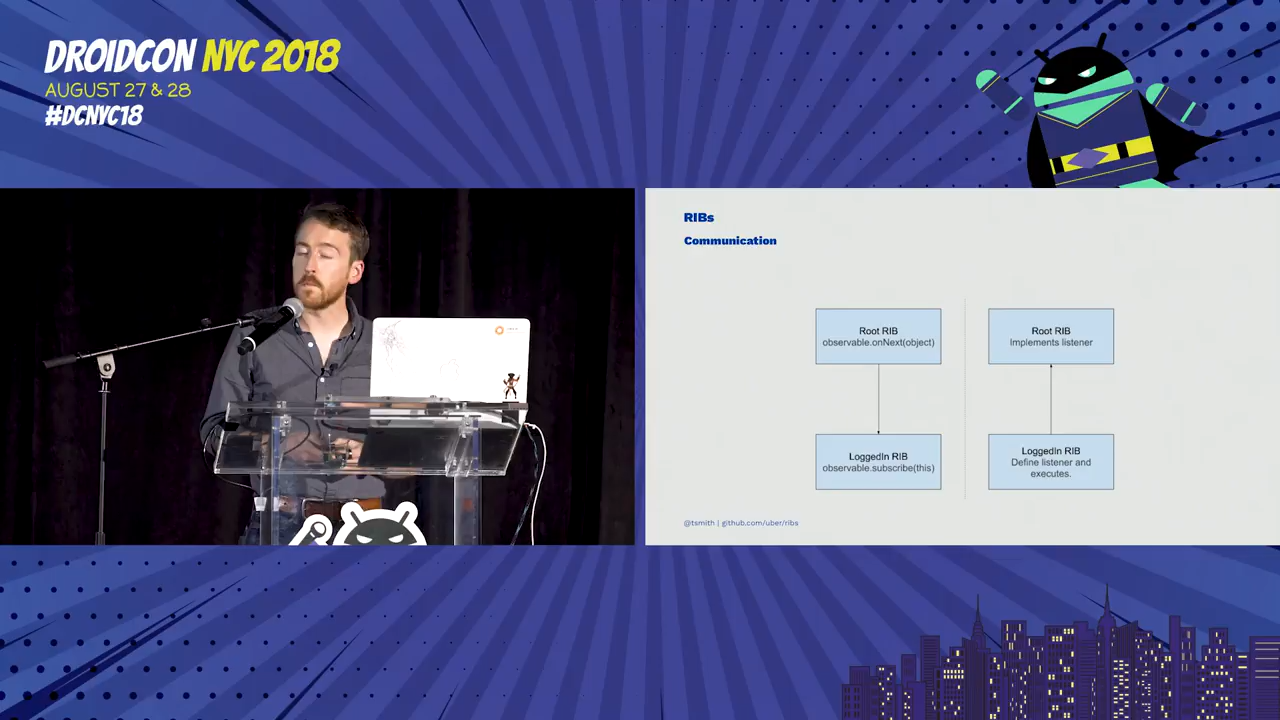 DROIDCON NYC 2018
AUGUST 27 & 28
#DCNYC18
RIBs
Communication
Root RIB
observable.onNext(object)
LoggedIn RIB
observable.subscribe(this)
Root RIB
Implements listener
LoggedIn RIB
Define listener and
executes.
@tsmith | github.com/uber/ribs